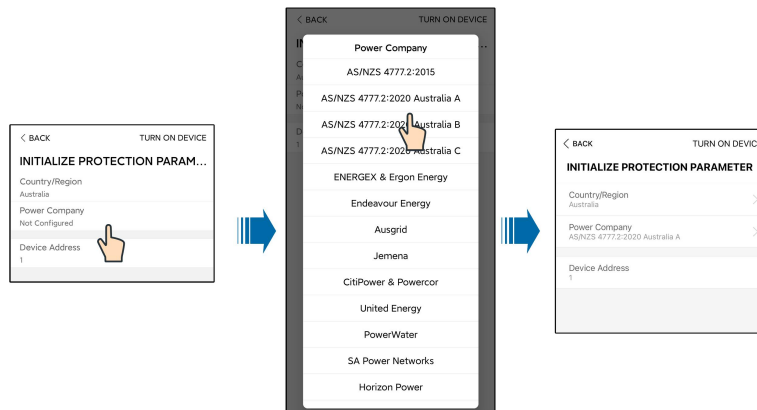 < BACK TURN ON DEVICE
INITIALIZE PROTECTION PARAM...
Country/Region
Australia
Power Company
Not Configured
Device Address
1
< BACK TURN ON DEVICE
Power Company
AS/NZS 4777.2:2015
AS/NZS 4777.2:2020 Australia A
AS/NZS 4777.2:2020 Australia B
AS/NZS 4777.2:2020 Australia C
ENERGEX & Ergon Energy
Endeavour Energy
Ausgrid
Jemena
CitiPower & Powercor
United Energy
PowerWater
SA Power Networks
Horizon Power
< BACK TURN ON DEVIC
INITIALIZE PROTECTION PARAMETER
Country/Region
Australia
Power Company
AS/NZS 4777.2:2020 Australia A
Device Address
1